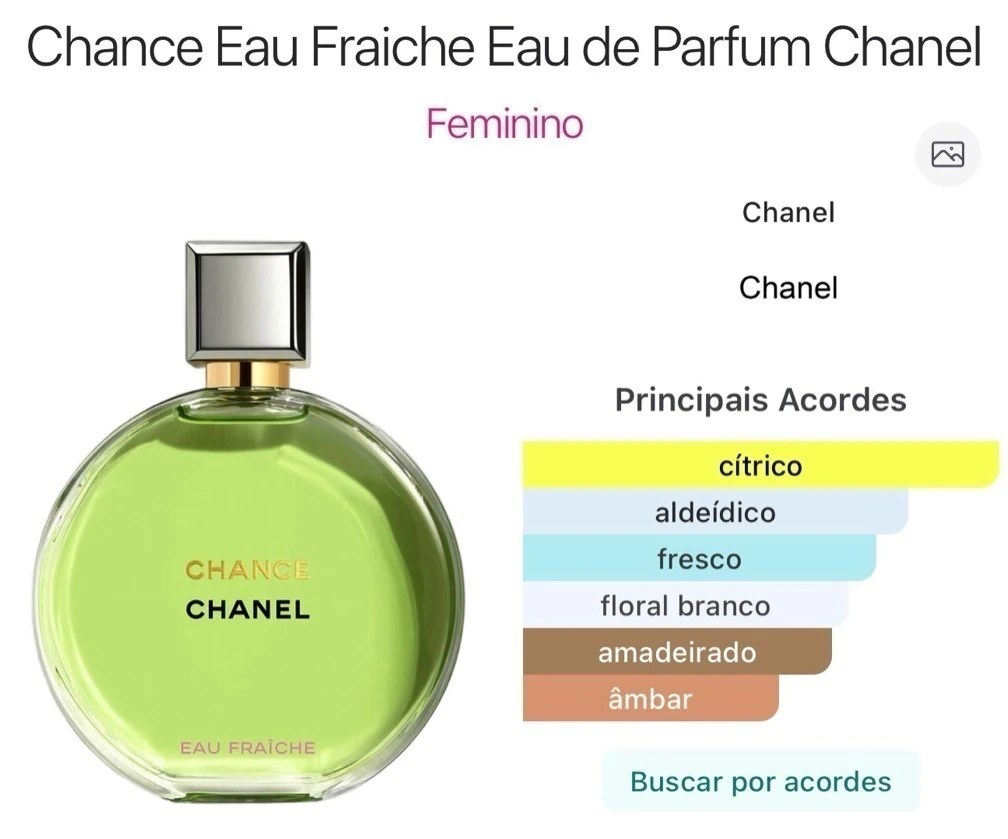 Chance Eau Fraiche Eau de Parfum Chanel
Feminino
Chanel
Chanel
Principais Acordes
cítrico
aldeídico
fresco
floral branco
amadeirado
âmbar
Buscar por acordes
CHANCE
CHANEL
EAU FRAÎCHE